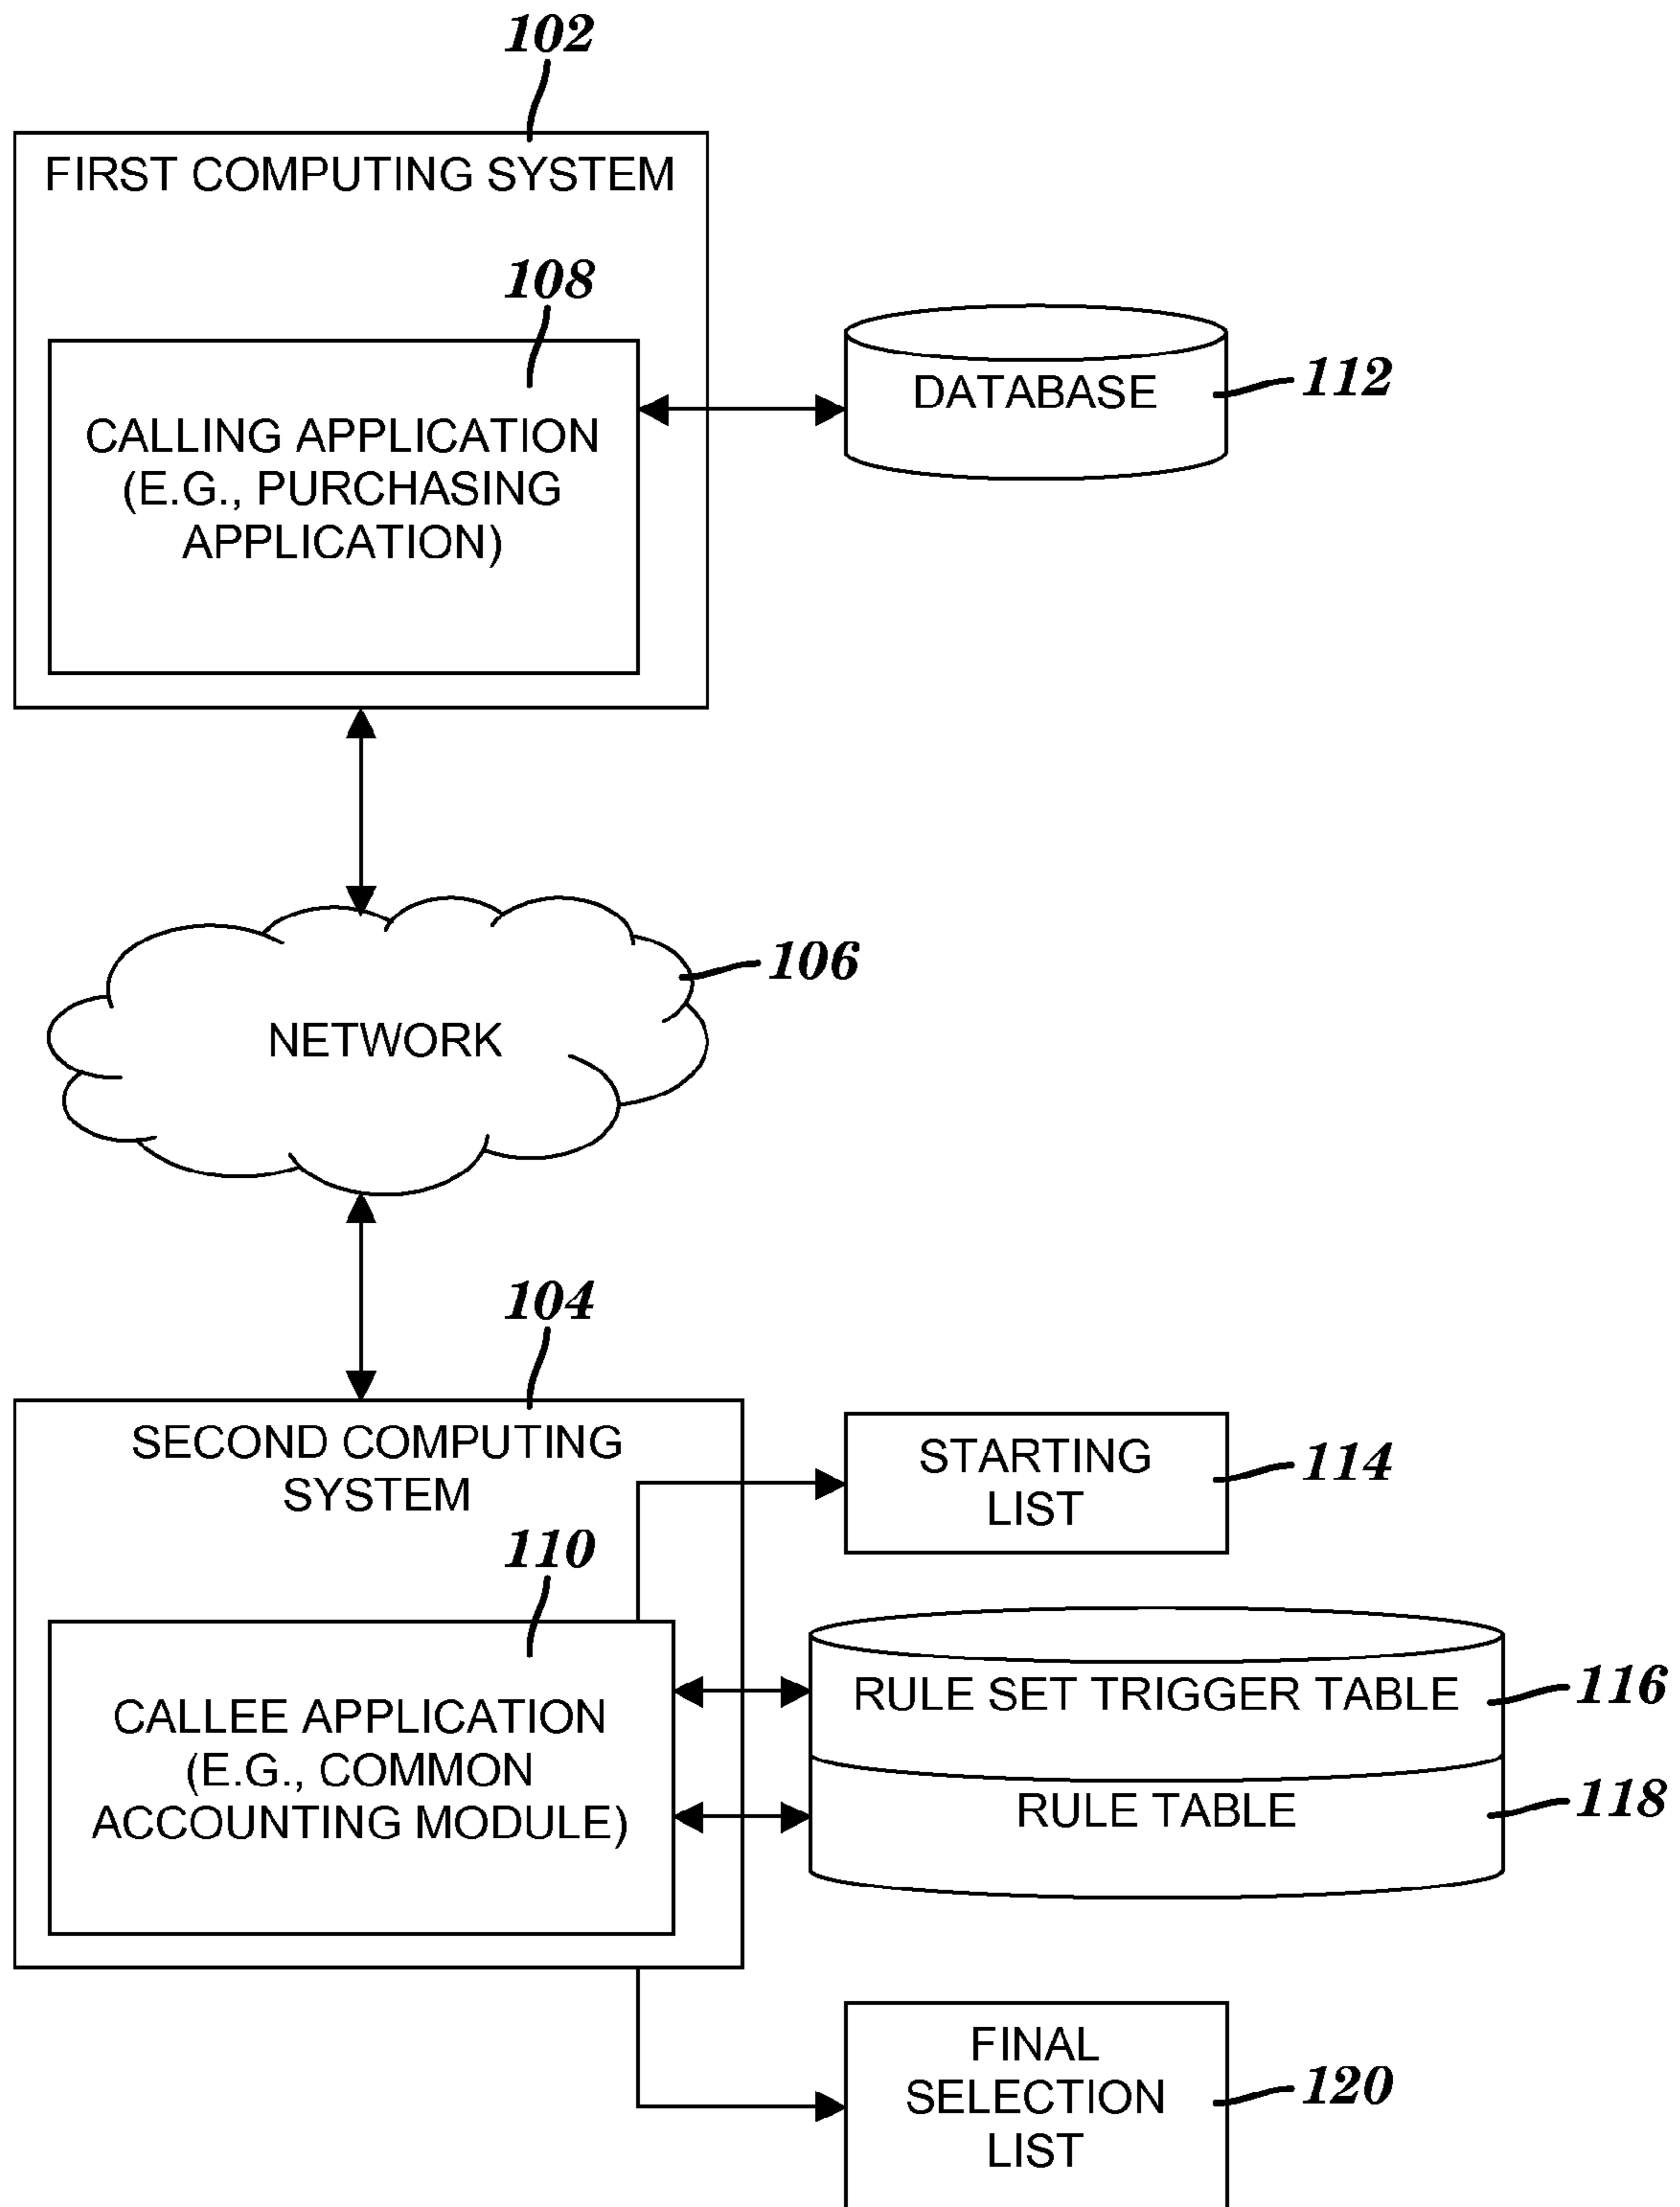 102
FIRST COMPUTING SYSTEM
108
CALLING APPLICATION
(E.G., PURCHASING
APPLICATION)
DATABASE
112
106
NETWORK
104
SECOND COMPUTING
SYSTEM
STARTING
LIST
114
110
CALLEE APPLICATION
(E.G., COMMON
ACCOUNTING MODULE)
RULE SET TRIGGER TABLE
116
RULE TABLE
118
FINAL
SELECTION
LIST
120